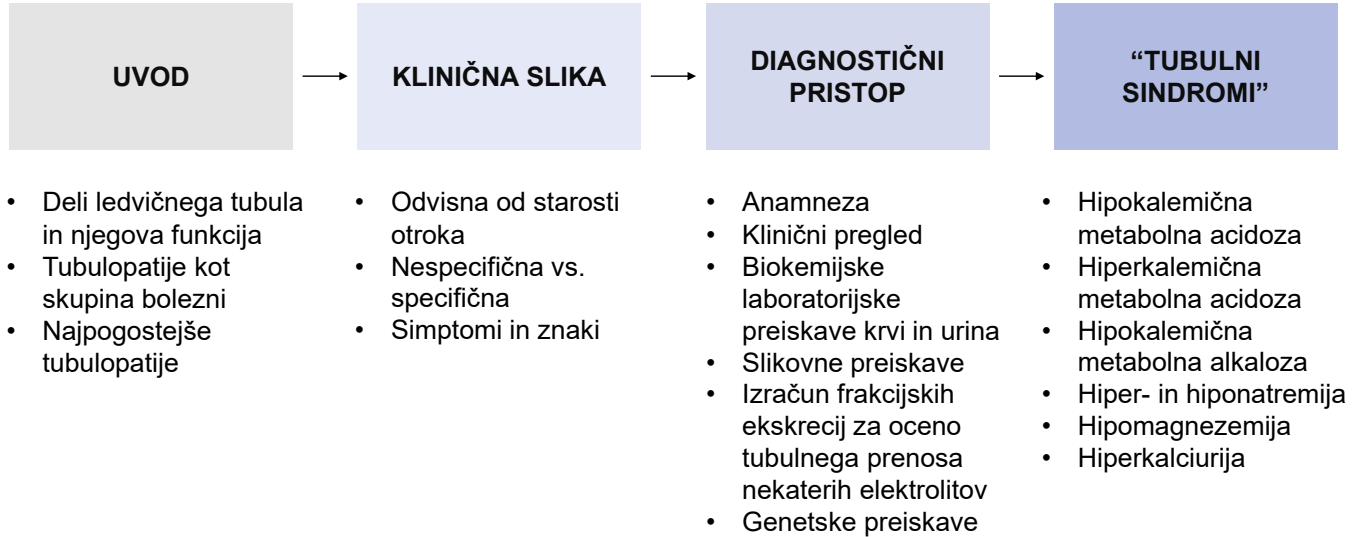 UVOD
KLINIČNA SLIKA
DIAGNOSTIČNI
PRISTOP
“TUBULNI
SINDROMI”
• Deli ledvičnega tubula
in njegova funkcija
• Tubulopatije kot
skupina bolezni
• Najpogostejše
tubulopatije
• Odvisna od starosti
otroka
• Nespecifična vs.
specifična
• Simptomi in znaki
• Anamneza
• Klinični pregled
• Biokemijske
laboratorijske
preiskave krvi in urina
• Slikovne preiskave
• Izračun frakcijskih
ekskrecij za oceno
tubulnega prenosa
nekaterih elektrolitov
• Genetske preiskave
• Hipokalemična
metabolna acidoza
• Hiperkalemična
metabolna acidoza
• Hipokalemična
metabolna alkaloza
• Hiper- in hiponatremija
• Hipomagnezemija
• Hiperkalciurija